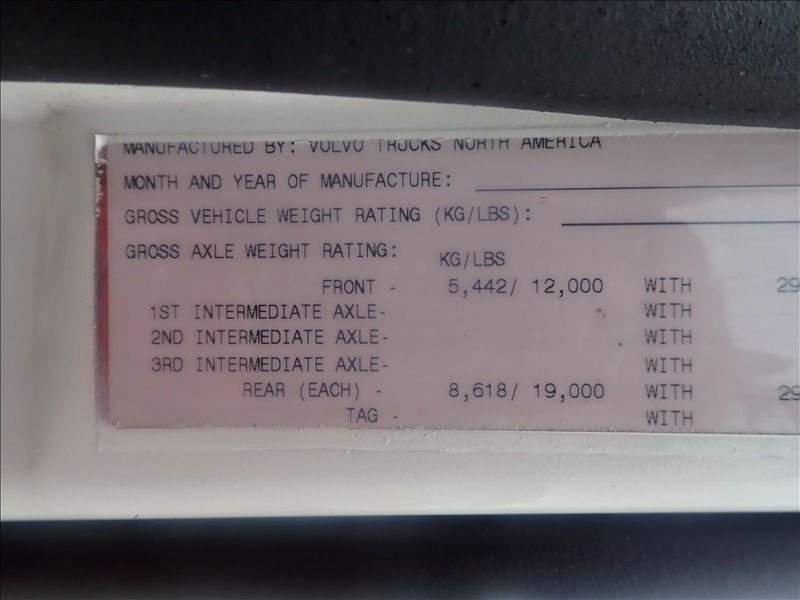 MANUFACTURED BY: VOLVO TRUCKS NORTH AMERICA
MONTH AND YEAR OF MANUFACTURE:
GROSS VEHICLE WEIGHT RATING (KG/LBS):
GROSS AXLE WEIGHT RATING: KG/LBS
FRONT - 5,442/ 12,000 WITH 29
1ST INTERMEDIATE AXLE- WITH
2ND INTERMEDIATE AXLE- WITH
3RD INTERMEDIATE AXLE- WITH
REAR (EACH) - 8,618/ 19,000 WITH 29
TAG - WITH